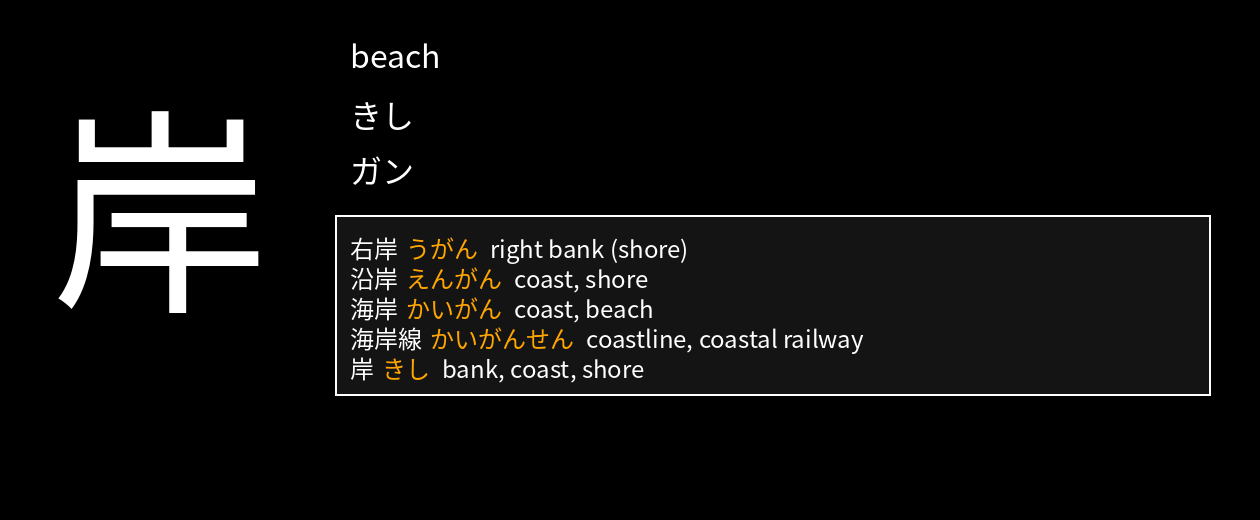 岸
beach
きし
ガン
右岸 うがん right bank (shore)
沿岸 えんがん coast, shore
海岸 かいがん coast, beach
海岸線 かいがんせん coastline, coastal railway
岸 きし bank, coast, shore